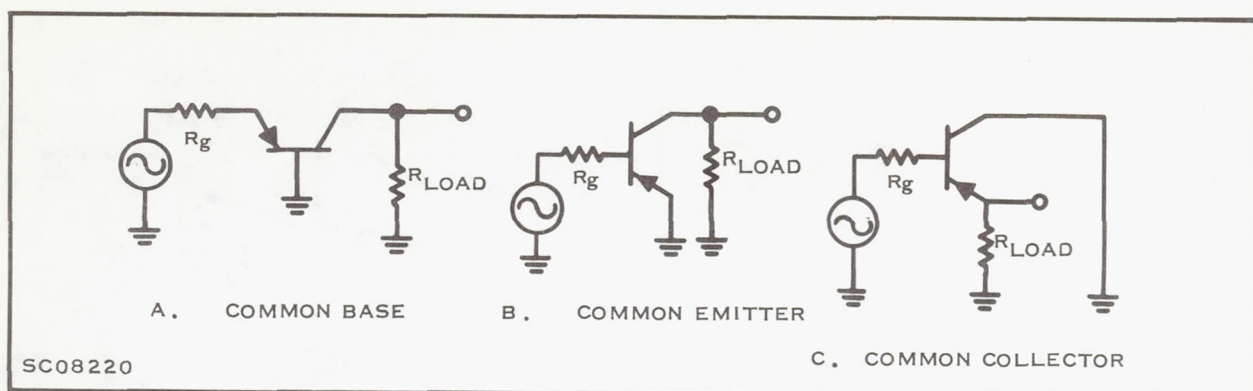 Rg
RLOAD
A. COMMON BASE
Rg
RLOAD
B. COMMON EMITTER
Rg
RLOAD
C. COMMON COLLECTOR
SC08220